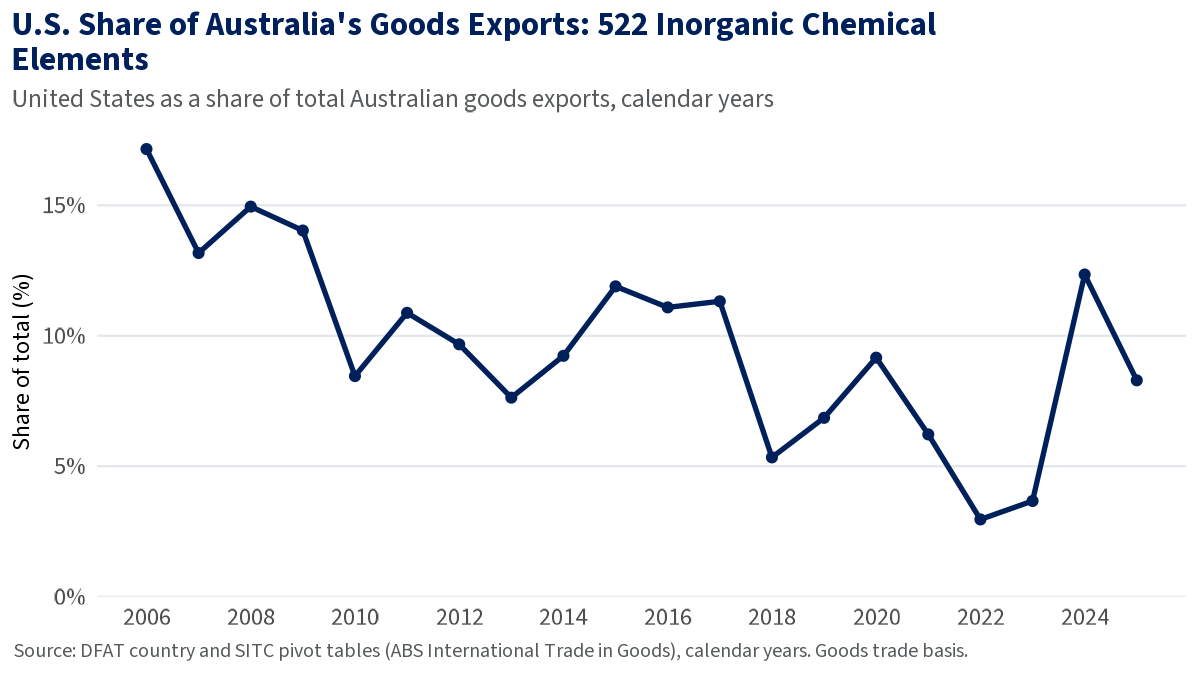 U.S. Share of Australia's Goods Exports: 522 Inorganic Chemical
Elements
United States as a share of total Australian goods exports, calendar years
Share of total (%)
15%
10%
5%
0%
2006 2008 2010 2012 2014 2016 2018 2020 2022 2024
Source: DFAT country and SITC pivot tables (ABS International Trade in Goods), calendar years. Goods trade basis.